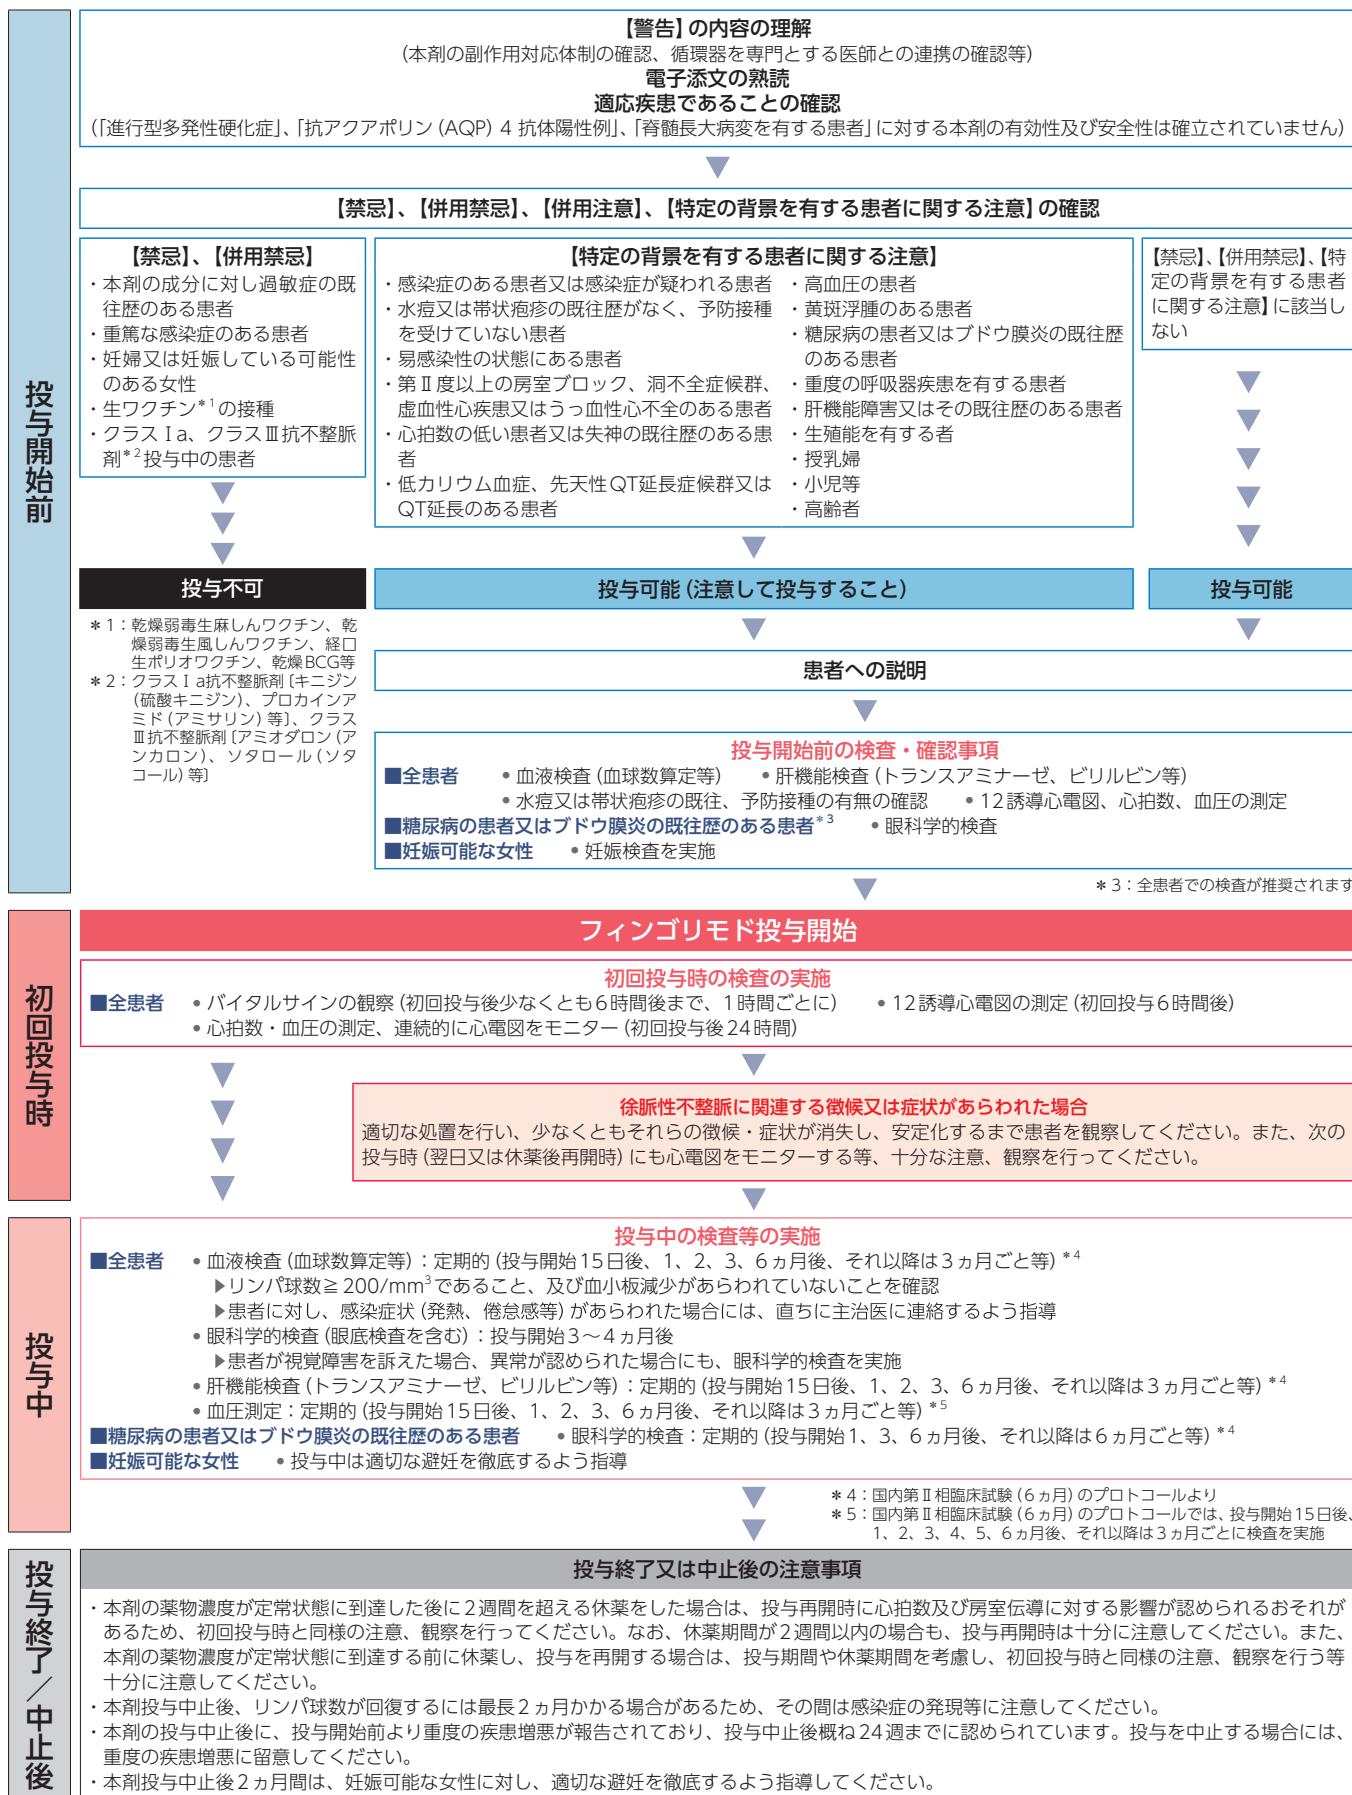 投与開始前
【警告】の内容の理解
(本剤の副作用対応体制の確認、循環器を専門とする医師との連携の確認等)
電子添文の熟読
適応疾患であることの確認
(「進行型多発性硬化症」、「抗アクアポリン(AQP)4 抗体陽性例」、「脊髄長大病変を有する患者」に対する本剤の有効性及び安全性は確立されていません)
【禁忌】、【併用禁忌】、【併用注意】、【特定の背景を有する患者に関する注意】の確認
【禁忌】、【併用禁忌】
・本剤の成分に対し過敏症の既
往歴のある患者
・重篤な感染症のある患者
・妊婦又は妊娠している可能性
のある女性
・生ワクチン*1の接種
・クラスⅠa、クラスⅢ抗不整脈
剤*2投与中の患者
【特定の背景を有する患者に関する注意】
・感染症のある患者又は感染症が疑われる患者
・水痘又は帯状疱疹の既往歴がなく、予防接種
を受けていない患者
・易感染性の状態にある患者
・第Ⅱ度以上の房室ブロック、洞不全症候群、
虚血性心疾患又はうっ血性心不全のある患者
・心拍数の低い患者又は失神の既往歴のある患
者
・低カリウム血症、先天性QT延長症候群又は
QT延長のある患者
・高血圧の患者
・黄斑浮腫のある患者
・糖尿病の患者又はブドウ膜炎の既往歴
のある患者
・重度の呼吸器疾患を有する患者
・肝機能障害又はその既往歴のある患者
・生殖能を有する者
・授乳婦
・小児等
・高齢者
【禁忌】、【併用禁忌】、【特
定の背景を有する患者
に関する注意】に該当し
ない
投与不可
投与可能(注意して投与すること)
投与可能
*1:乾燥弱毒生麻しんワクチン、乾
燥弱毒生風しんワクチン、経口
生ポリオワクチン、乾燥BCG等
*2:クラスⅠa抗不整脈剤〔キニジン
(硫酸キニジン)、プロカインア
ミド(アミサリン)等〕、クラス
Ⅲ抗不整脈剤〔アミオダロン(ア
ンカロン)、ソタロール(ソタ
コール)等〕
患者への説明
投与開始前の検査・確認事項
■全患者 ●血液検査(血球数算定等) ●肝機能検査(トランスアミナーゼ、ビリルビン等)
●水痘又は帯状疱疹の既往、予防接種の有無の確認 ●12誘導心電図、心拍数、血圧の測定
■糖尿病の患者又はブドウ膜炎の既往歴のある患者*3 ●眼科学的検査
■妊娠可能な女性 ●妊娠検査を実施
*3:全患者での検査が推奨されます
初回投与時
フィンゴリモド投与開始
初回投与時の検査の実施
■全患者 ●バイタルサインの観察(初回投与後少なくとも6時間後まで、1時間ごとに) ●12誘導心電図の測定(初回投与6時間後)
●心拍数・血圧の測定、連続的に心電図をモニター(初回投与後24時間)
徐脈性不整脈に関連する徴候又は症状があらわれた場合
適切な処置を行い、少なくともそれらの徴候・症状が消失し、安定化するまで患者を観察してください。また、次の
投与時(翌日又は休薬後再開時)にも心電図をモニターする等、十分な注意、観察を行ってください。
投与中
投与中の検査等の実施
■全患者 ●血液検査(血球数算定等):定期的(投与開始15日後、1、2、3、6ヵ月後、それ以降は3ヵ月ごと等)*4
▶リンパ球数≧200/mm3であること、及び血小板減少があらわれていないことを確認
▶患者に対し、感染症状(発熱、倦怠感等)があらわれた場合には、直ちに主治医に連絡するよう指導
●眼科学的検査(眼底検査を含む):投与開始3~4ヵ月後
▶患者が視覚障害を訴えた場合、異常が認められた場合にも、眼科学的検査を実施
●肝機能検査(トランスアミナーゼ、ビリルビン等):定期的(投与開始15日後、1、2、3、6ヵ月後、それ以降は3ヵ月ごと等)*4
●血圧測定:定期的(投与開始15日後、1、2、3、6ヵ月後、それ以降は3ヵ月ごと等)*5
■糖尿病の患者又はブドウ膜炎の既往歴のある患者 ●眼科学的検査:定期的(投与開始1、3、6ヵ月後、それ以降は6ヵ月ごと等)*4
■妊娠可能な女性 ●投与中は適切な避妊を徹底するよう指導
*4:国内第Ⅱ相臨床試験(6ヵ月)のプロトコールより
*5:国内第Ⅱ相臨床試験(6ヵ月)のプロトコールでは、投与開始15日後、
1、2、3、4、5、6ヵ月後、それ以降は3ヵ月ごとに検査を実施
投与終了/中止後
投与終了又は中止後の注意事項
・本剤の薬物濃度が定常状態に到達した後に2週間を超える休薬をした場合は、投与再開時に心拍数及び房室伝導に対する影響が認められるおそれが
あるため、初回投与時と同様の注意、観察を行ってください。なお、休薬期間が2週間以内の場合も、投与再開時は十分に注意してください。また、
本剤の薬物濃度が定常状態に到達する前に休薬し、投与を再開する場合は、投与期間や休薬期間を考慮し、初回投与時と同様の注意、観察を行う等
十分に注意してください。
・本剤投与中止後、リンパ球数が回復するには最長2ヵ月かかる場合があるため、その間は感染症の発現等に注意してください。
・本剤の投与中止後に、投与開始前より重度の疾患増悪が報告されており、投与中止後概ね24週までに認められています。投与を中止する場合には、
重度の疾患増悪に留意してください。
・本剤投与中止後2ヵ月間は、妊娠可能な女性に対し、適切な避妊を徹底するよう指導してください。